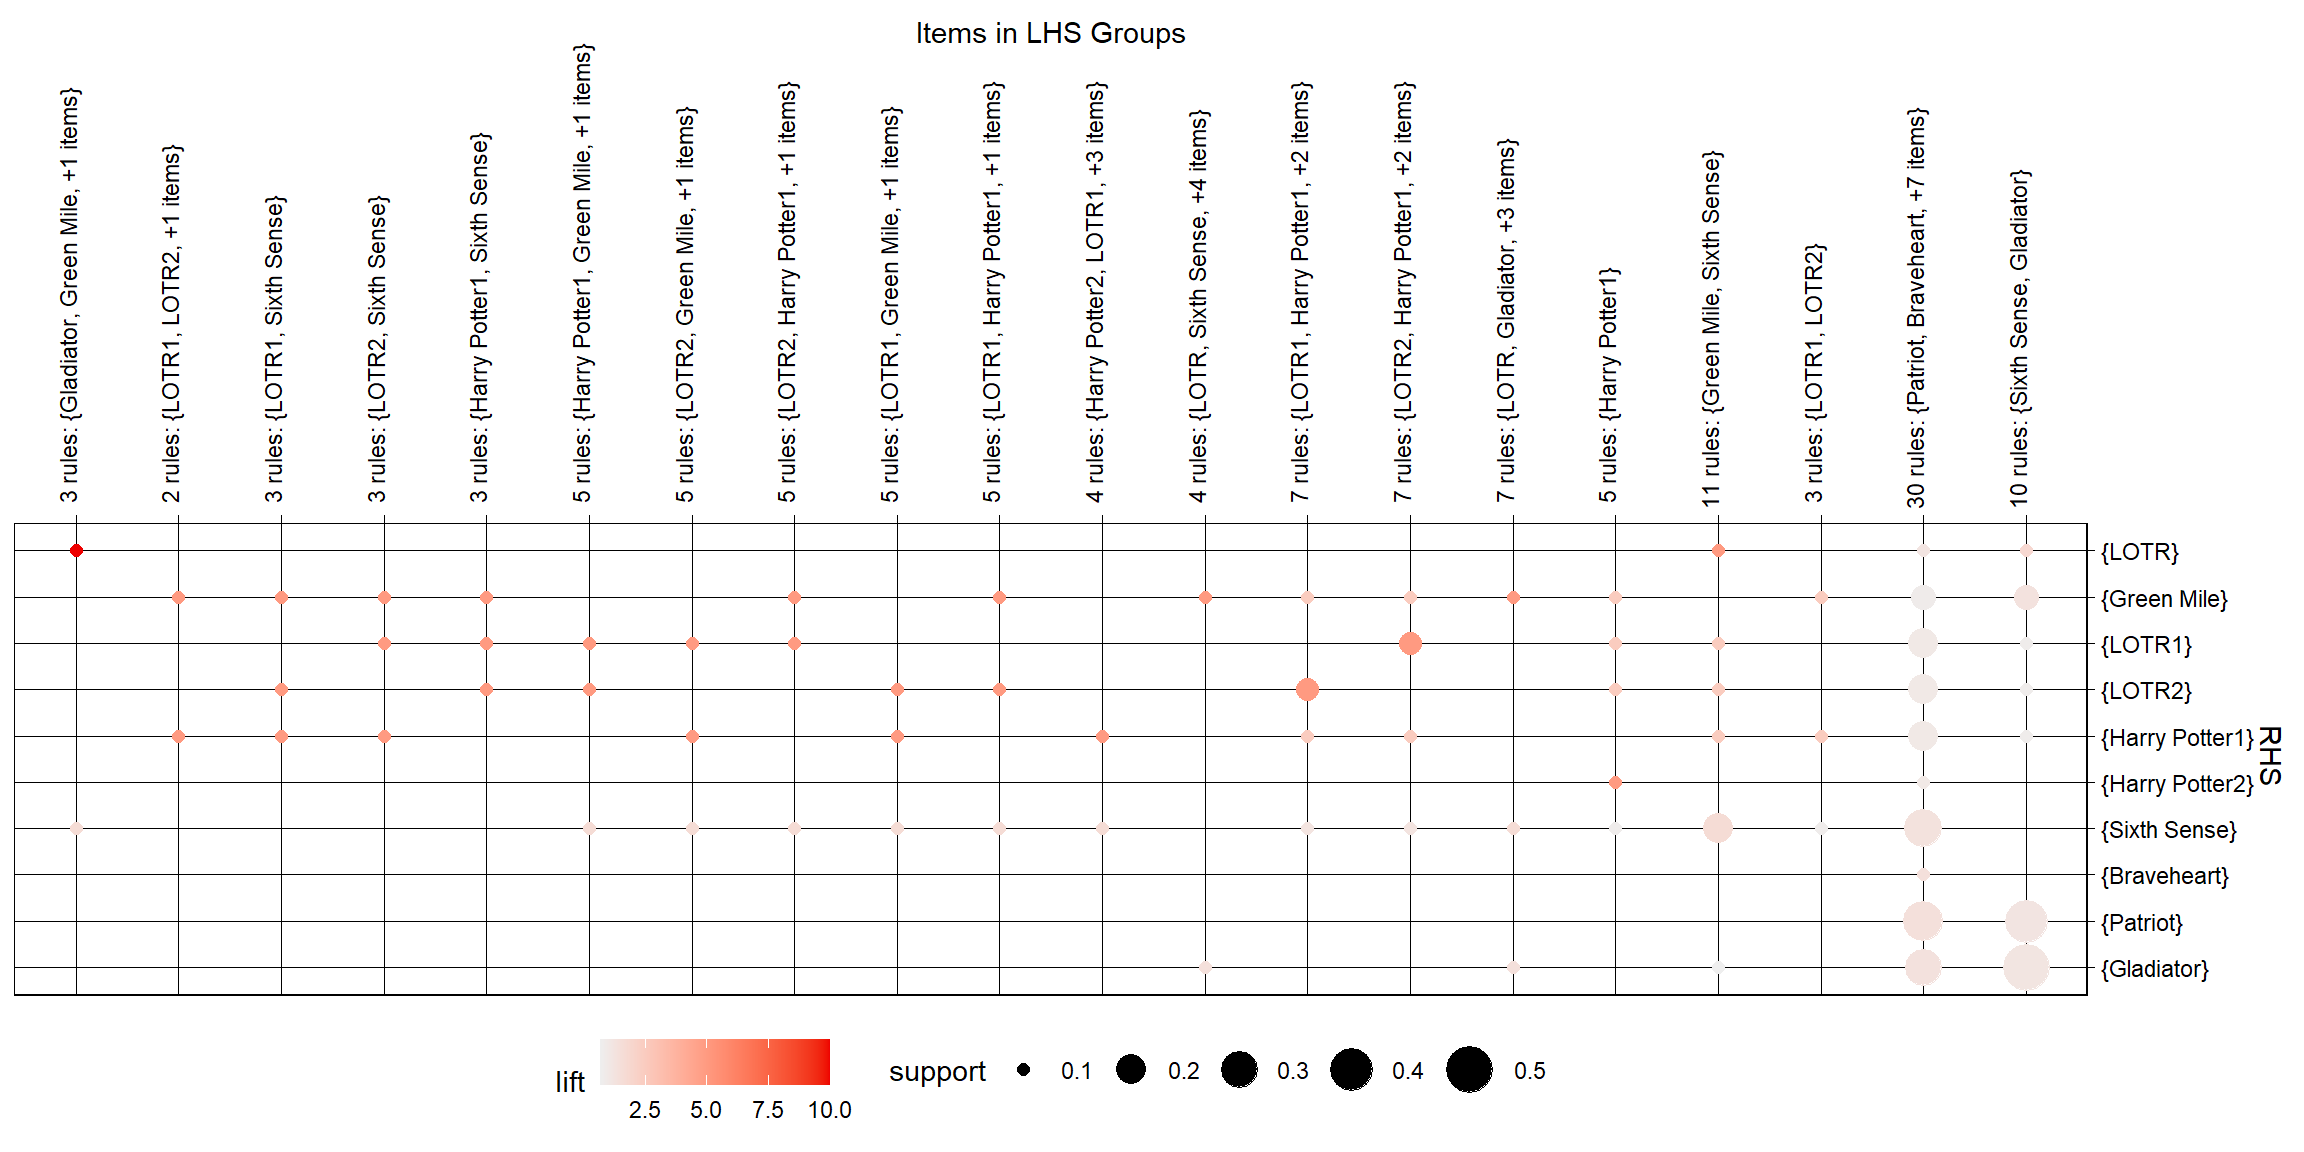 Items in LHS Groups
3 rules: {Gladiator, Green Mile, +1 items}
2 rules: {LOTR1, LOTR2, +1 items}
3 rules: {LOTR1, Sixth Sense}
3 rules: {LOTR2, Sixth Sense}
3 rules: {Harry Potter1, Sixth Sense}
5 rules: {Harry Potter1, Green Mile, +1 items}
5 rules: {LOTR2, Green Mile, +1 items}
5 rules: {LOTR2, Harry Potter1, +1 items}
5 rules: {LOTR1, Green Mile, +1 items}
5 rules: {LOTR1, Harry Potter1, +1 items}
4 rules: {Harry Potter2, LOTR1, +3 items}
4 rules: {LOTR, Sixth Sense, +4 items}
7 rules: {LOTR1, Harry Potter1, +2 items}
7 rules: {LOTR2, Harry Potter1, +2 items}
7 rules: {LOTR, Gladiator, +3 items}
5 rules: {Harry Potter1}
11 rules: {Green Mile, Sixth Sense}
3 rules: {LOTR1, LOTR2}
30 rules: {Patriot, Braveheart, +7 items}
10 rules: {Sixth Sense, Gladiator}
{LOTR}
{Green Mile}
{LOTR1}
{LOTR2}
{Harry Potter1}
{Harry Potter2}
{Sixth Sense}
{Braveheart}
{Patriot}
{Gladiator}
RHS
lift
2.5 5.0 7.5 10.0
support 0.1 0.2 0.3 0.4 0.5